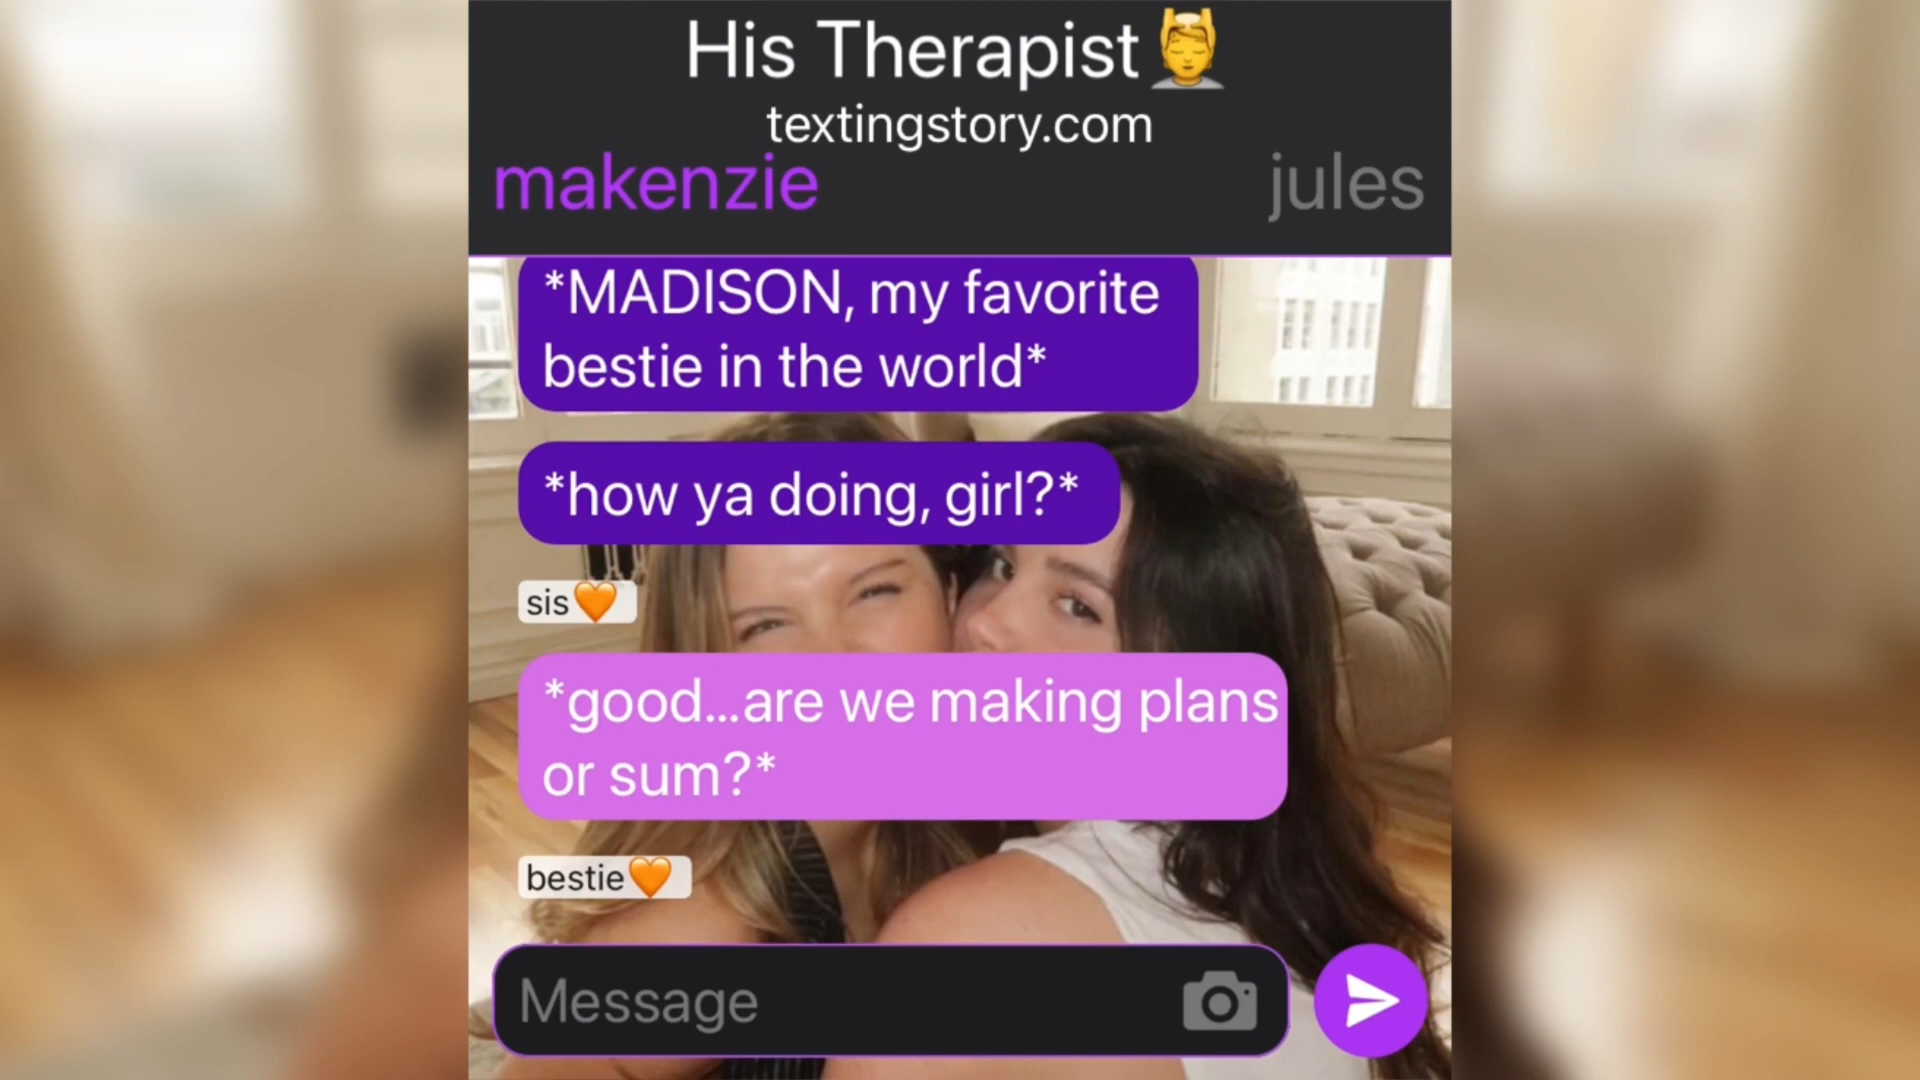 His Therapist💆
textingstory.com
makenzie
jules
*MADISON, my favorite
bestie in the world*
*how ya doing, girl?*
sis🧡
*good...are we making plans
or sum?*
bestie🧡
Message